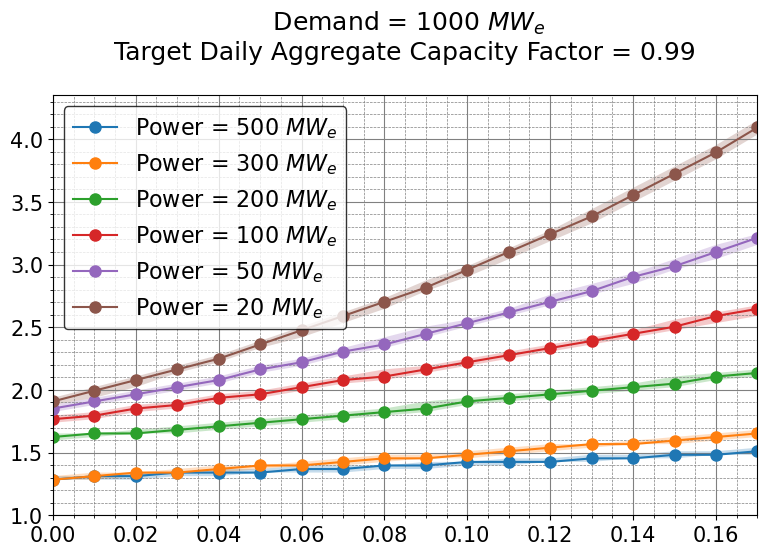 Demand = 1000 MWₑ
Target Daily Aggregate Capacity Factor = 0.99
Power = 500 MWₑ
Power = 300 MWₑ
Power = 200 MWₑ
Power = 100 MWₑ
Power = 50 MWₑ
Power = 20 MWₑ
4.0
3.5
3.0
2.5
2.0
1.5
1.0
0.00 0.02 0.04 0.06 0.08 0.10 0.12 0.14 0.16